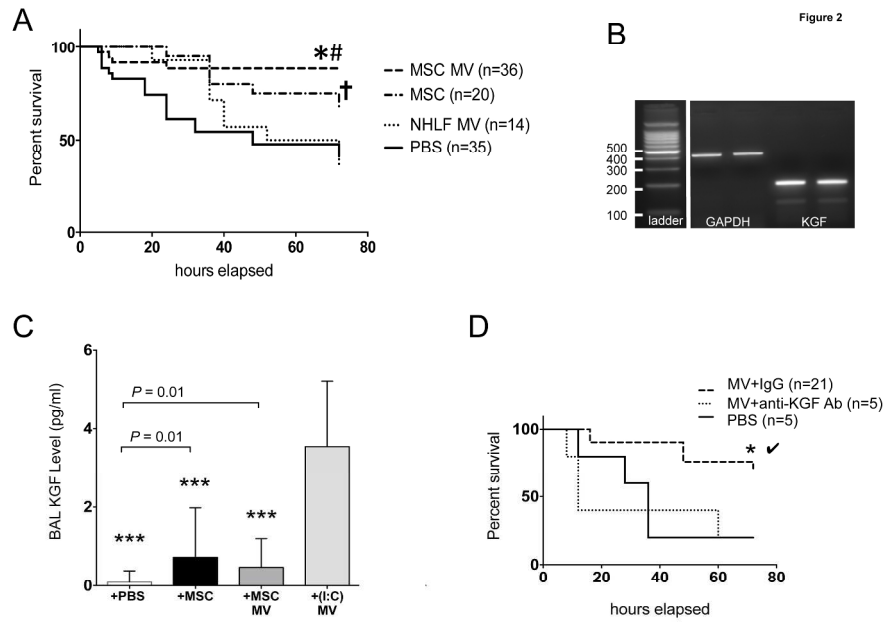 Figure 2
A
Percent survival
100
50
0
0 20 40 60 80
hours elapsed
*#
†
MSC MV (n=36)
MSC (n=20)
NHLF MV (n=14)
PBS (n=35)
B
500
400
300
200
100
ladder GAPDH KGF
C
BAL KGF Level (pg/ml)
6
4
2
0
P = 0.01
P = 0.01
***
***
***
+PBS +MSC +MSC MV +(I:C) MV
D
MV+IgG (n=21)
MV+anti-KGF Ab (n=5)
PBS (n=5)
Percent survival
100
50
0
* ✔
0 20 40 60 80
hours elapsed